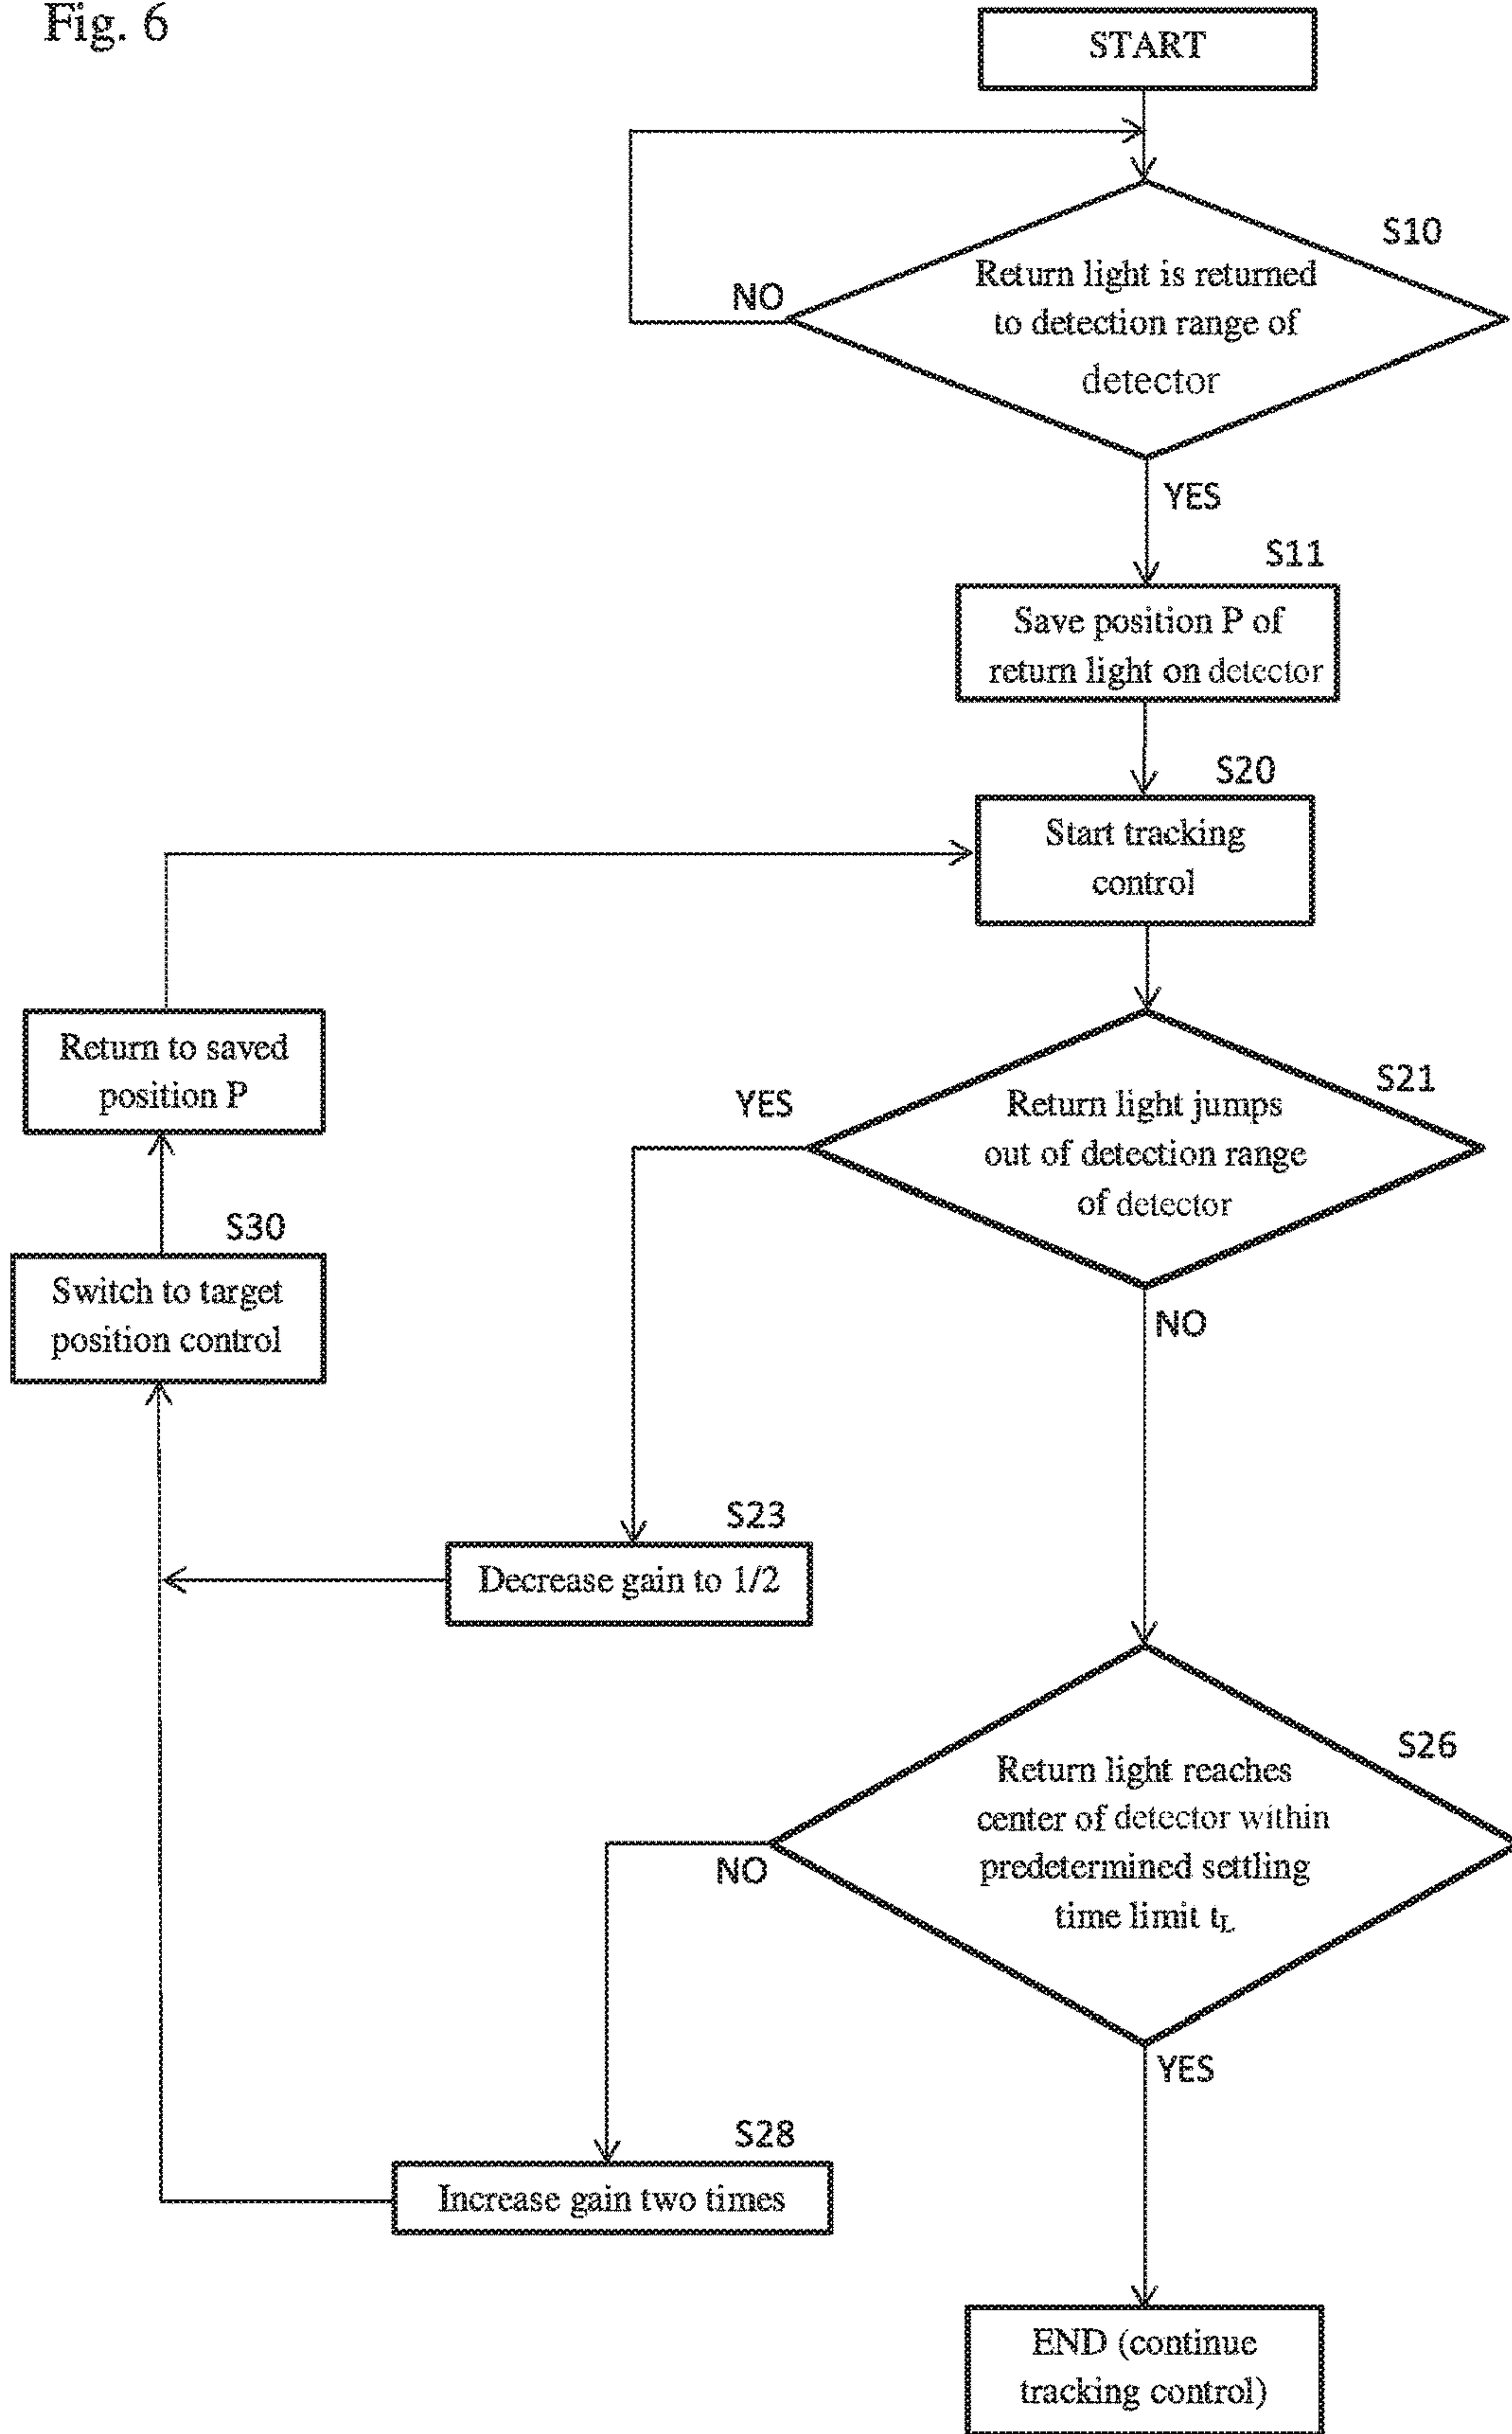 Fig. 6
START
S10
Return light is returned
to detection range of
detector
NO
YES
S11
Save position P of
return light on detector
S20
Start tracking
control
Return to saved
position P
S21
YES
Return light jumps
out of detection range
of detector
NO
S30
Switch to target
position control
S23
Decrease gain to 1/2
S26
Return light reaches
center of detector within
predetermined settling
time limit tL
NO
YES
S28
Increase gain two times
END (continue
tracking control)